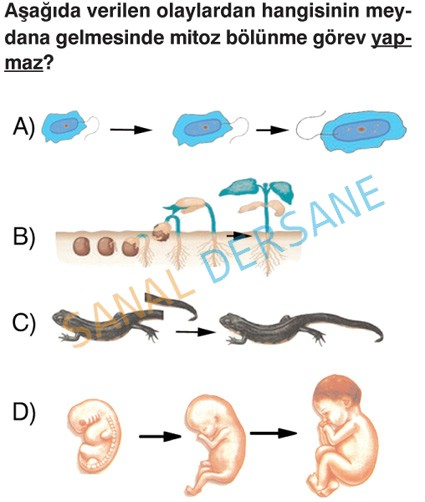 Aşağıda verilen olaylardan hangisinin mey-
dana gelmesinde mitoz bölünme görev yap-
maz?
A)
B)
C)
D)
SANAL DERSANE